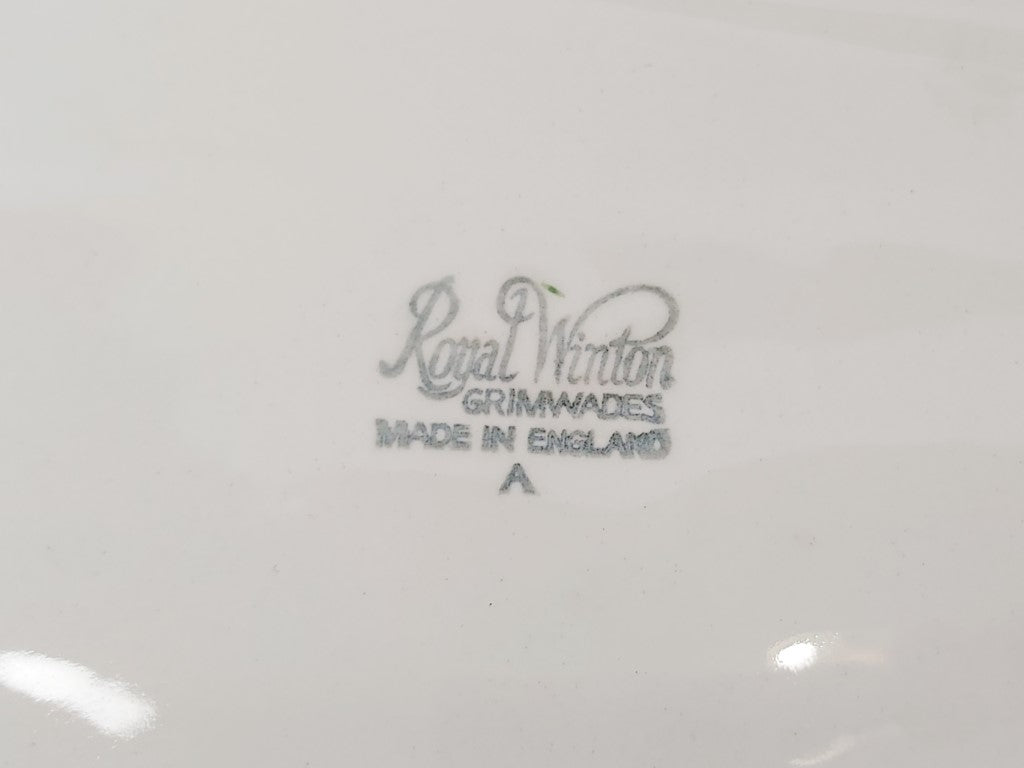 Royal Winton
GRIMWADES
MADE IN ENGLAND
A